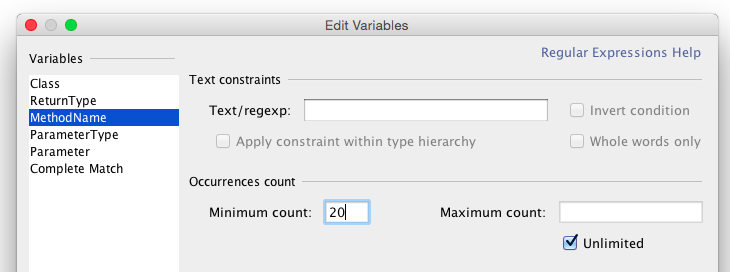 Edit Variables
Variables
Regular Expressions Help
Class
ReturnType
MethodName
ParameterType
Parameter
Complete Match
Text constraints
Text/regexp:
Invert condition
Apply constraint within type hierarchy
Whole words only
Occurrences count
Minimum count: 20
Maximum count:
Unlimited